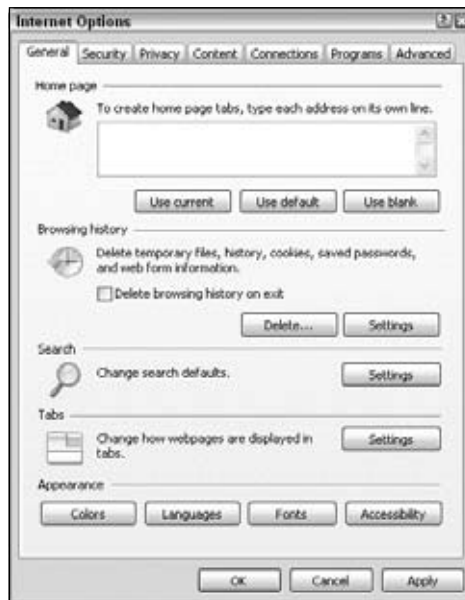 Internet Options
General Security Privacy Content Connections Programs Advanced
Home page
To create home page tabs, type each address on its own line.
Use current Use default Use blank
Browsing history
Delete temporary files, history, cookies, saved passwords,
and web form information.
Delete browsing history on exit
Delete... Settings
Search
Change search defaults.
Settings
Tabs
Change how webpages are displayed in
tabs.
Settings
Appearance
Colors Languages Fonts Accessibility
OK Cancel Apply